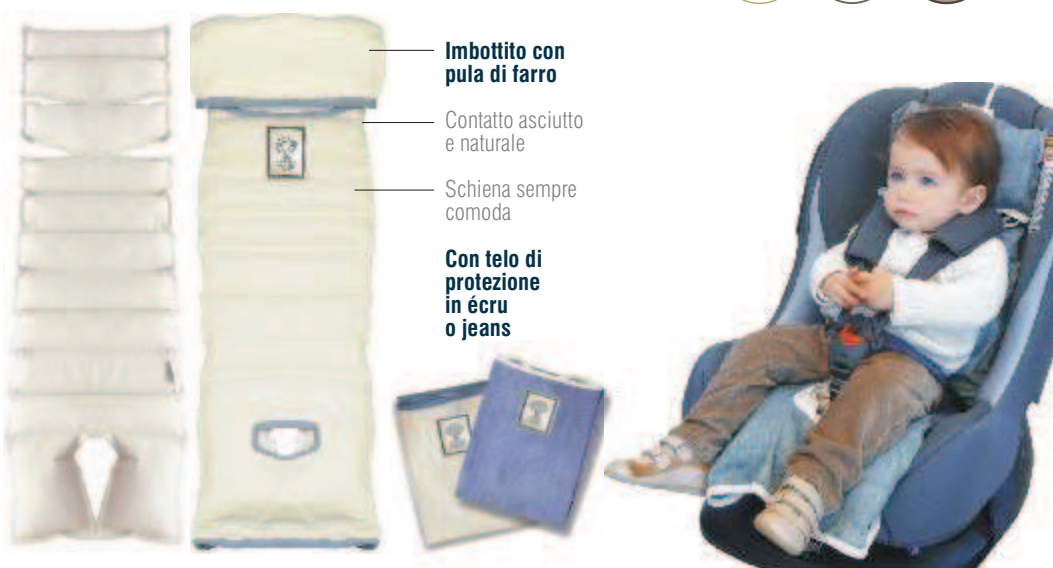 Imbottito con
pula di farro
Contatto asciutto
e naturale
Schiena sempre
comoda
Con telo di
protezione
in écru
o jeans